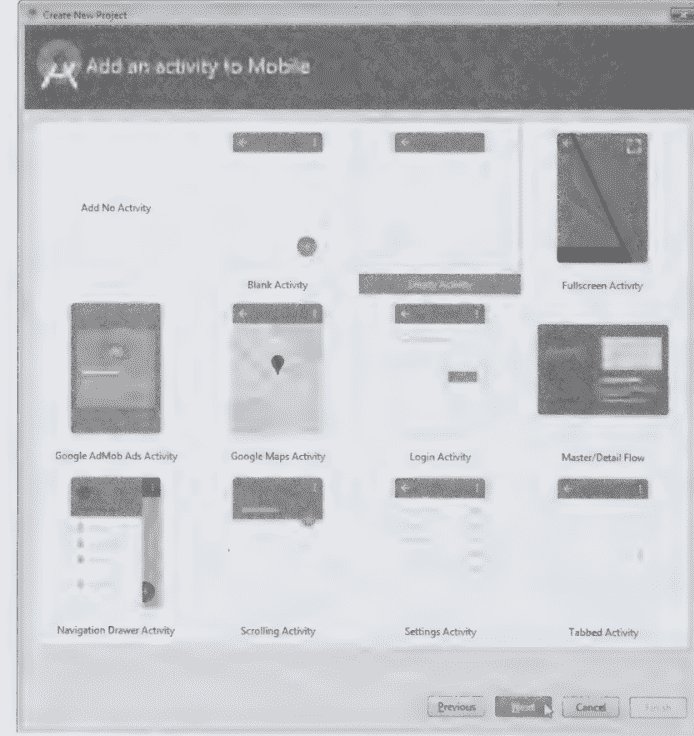 Create New Project
Add an activity to Mobile
Add No Activity
Blank Activity
Empty Activity
Fullscreen Activity
Google AdMob Ads Activity
Google Maps Activity
Login Activity
Master/Detail Flow
Navigation Drawer Activity
Scrolling Activity
Settings Activity
Tabbed Activity
Previous
Next
Cancel
Finish